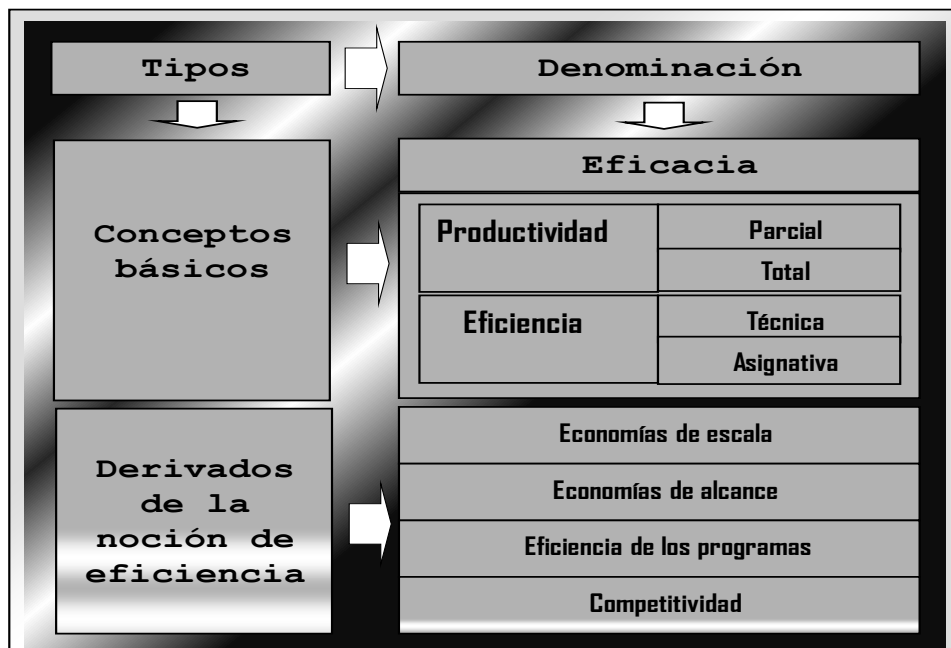 Tipos
Denominación
Conceptos
básicos
Eficacia
Productividad
Parcial
Total
Eficiencia
Técnica
Asignativa
Derivados
de la
noción de
eficiencia
Economías de escala
Economías de alcance
Eficiencia de los programas
Competitividad